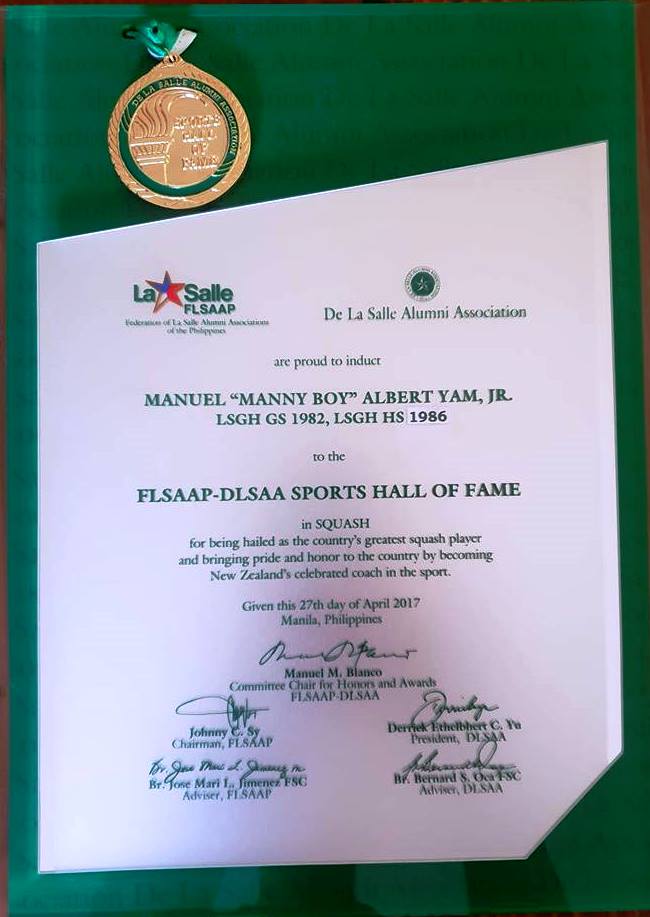 DE LA SALLE ALUMNI ASSOCIATION
SPORTS
HALL
OF
FAME
La Salle
FLSAAP
Federation of La Salle Alumni Associations
of the Philippines
De La Salle Alumni Association
are proud to induct
MANUEL “MANNY BOY” ALBERT YAM, JR.
LSGH GS 1982, LSGH HS 1986
to the
FLSAAP-DLSAA SPORTS HALL OF FAME
in SQUASH
for being hailed as the country’s greatest squash player
and bringing pride and honor to the country by becoming
New Zealand’s celebrated coach in the sport.
Given this 27th day of April 2017
Manila, Philippines
Manuel M. Blanco
Committee Chair for Honors and Awards
FLSAAP-DLSAA
Johnny C. Sy
Chairman, FLSAAP
Derrick Ethelbhert C. Yu
President, DLSAA
Br. Jose Mari L. Jimenez FSC
Adviser, FLSAAP
Br. Bernard S. Oca FSC
Adviser, DLSAA